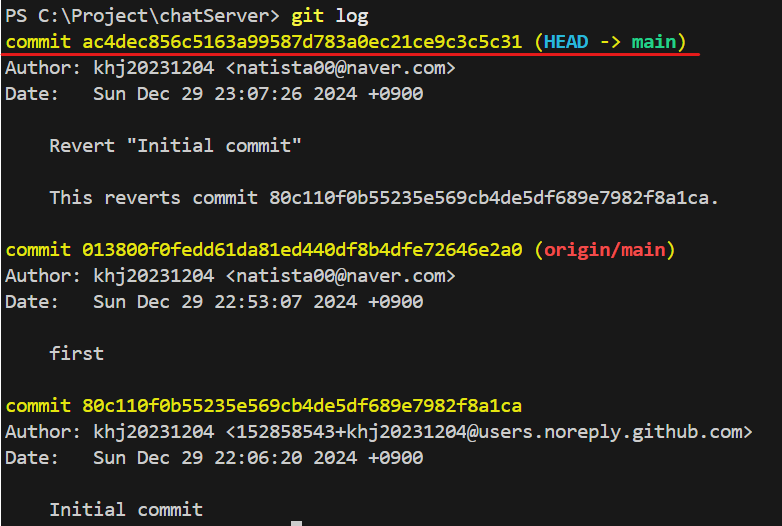 PS C:\Project\chatServer> git log
commit ac4dec856c5163a99587d783a0ec21ce9c3c5c31 (HEAD -> main)
Author: khj20231204 <natista00@naver.com>
Date:   Sun Dec 29 23:07:26 2024 +0900
Revert "Initial commit"
This reverts commit 80c110f0b55235e569cb4de5df689e7982f8a1ca.
commit 013800f0fedd61da81ed440df8b4dfe72646e2a0 (origin/main)
Author: khj20231204 <natista00@naver.com>
Date:   Sun Dec 29 22:53:07 2024 +0900
first
commit 80c110f0b55235e569cb4de5df689e7982f8a1ca
Author: khj20231204 <152858543+khj20231204@users.noreply.github.com>
Date:   Sun Dec 29 22:06:20 2024 +0900
Initial commit